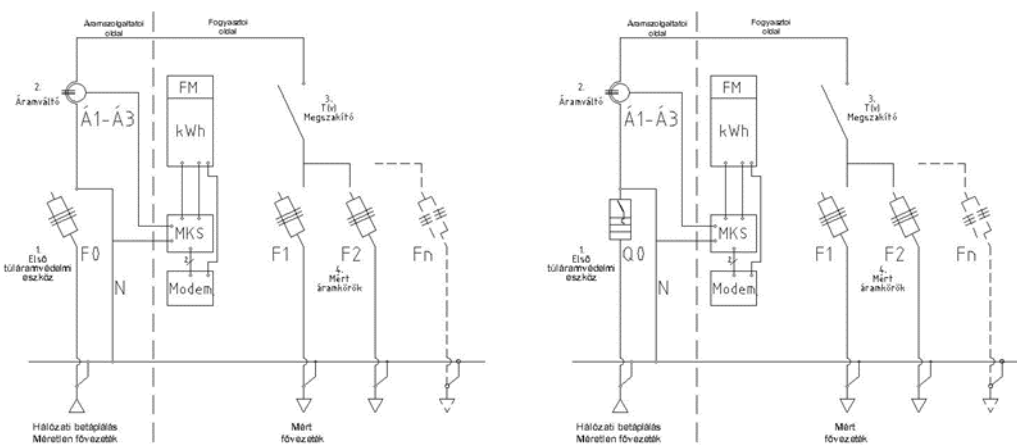 Áramszolgáltatói
oldal
Fogyasztói
oldal
2.
Áramváltó
Á1-Á3
FM
kWh
3.
T(v)
Megszakító
MKS
2
Modem
1.
Első
túláramvédelmi
eszköz
F0
N
F1
F2
Fn
4.
Mért
áramkörök
Hálózati betáplálás
Méretlen fővezeték
Mért
fővezeték
Áramszolgáltatói
oldal
Fogyasztói
oldal
2.
Áramváltó
Á1-Á3
FM
kWh
3.
T(v)
Megszakító
MKS
2
Modem
1.
Első
túláramvédelmi
eszköz
Q0
N
F1
F2
Fn
4.
Mért
áramkörök
Hálózati betáplálás
Méretlen fővezeték
Mért
fővezeték